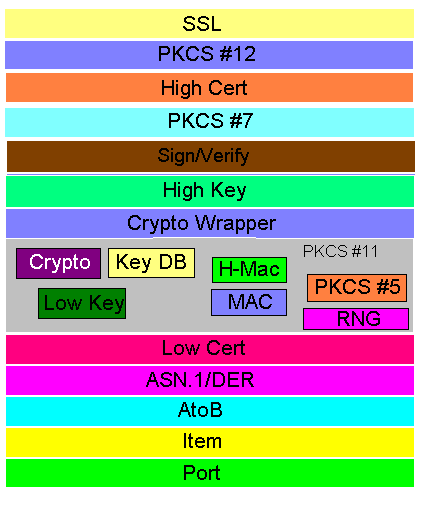 SSL
PKCS #12
High Cert
PKCS #7
Sign/Verify
High Key
Crypto Wrapper
PKCS #11
Crypto
Key DB
H-Mac
PKCS #5
Low Key
MAC
RNG
Low Cert
ASN.1/DER
AtoB
Item
Port